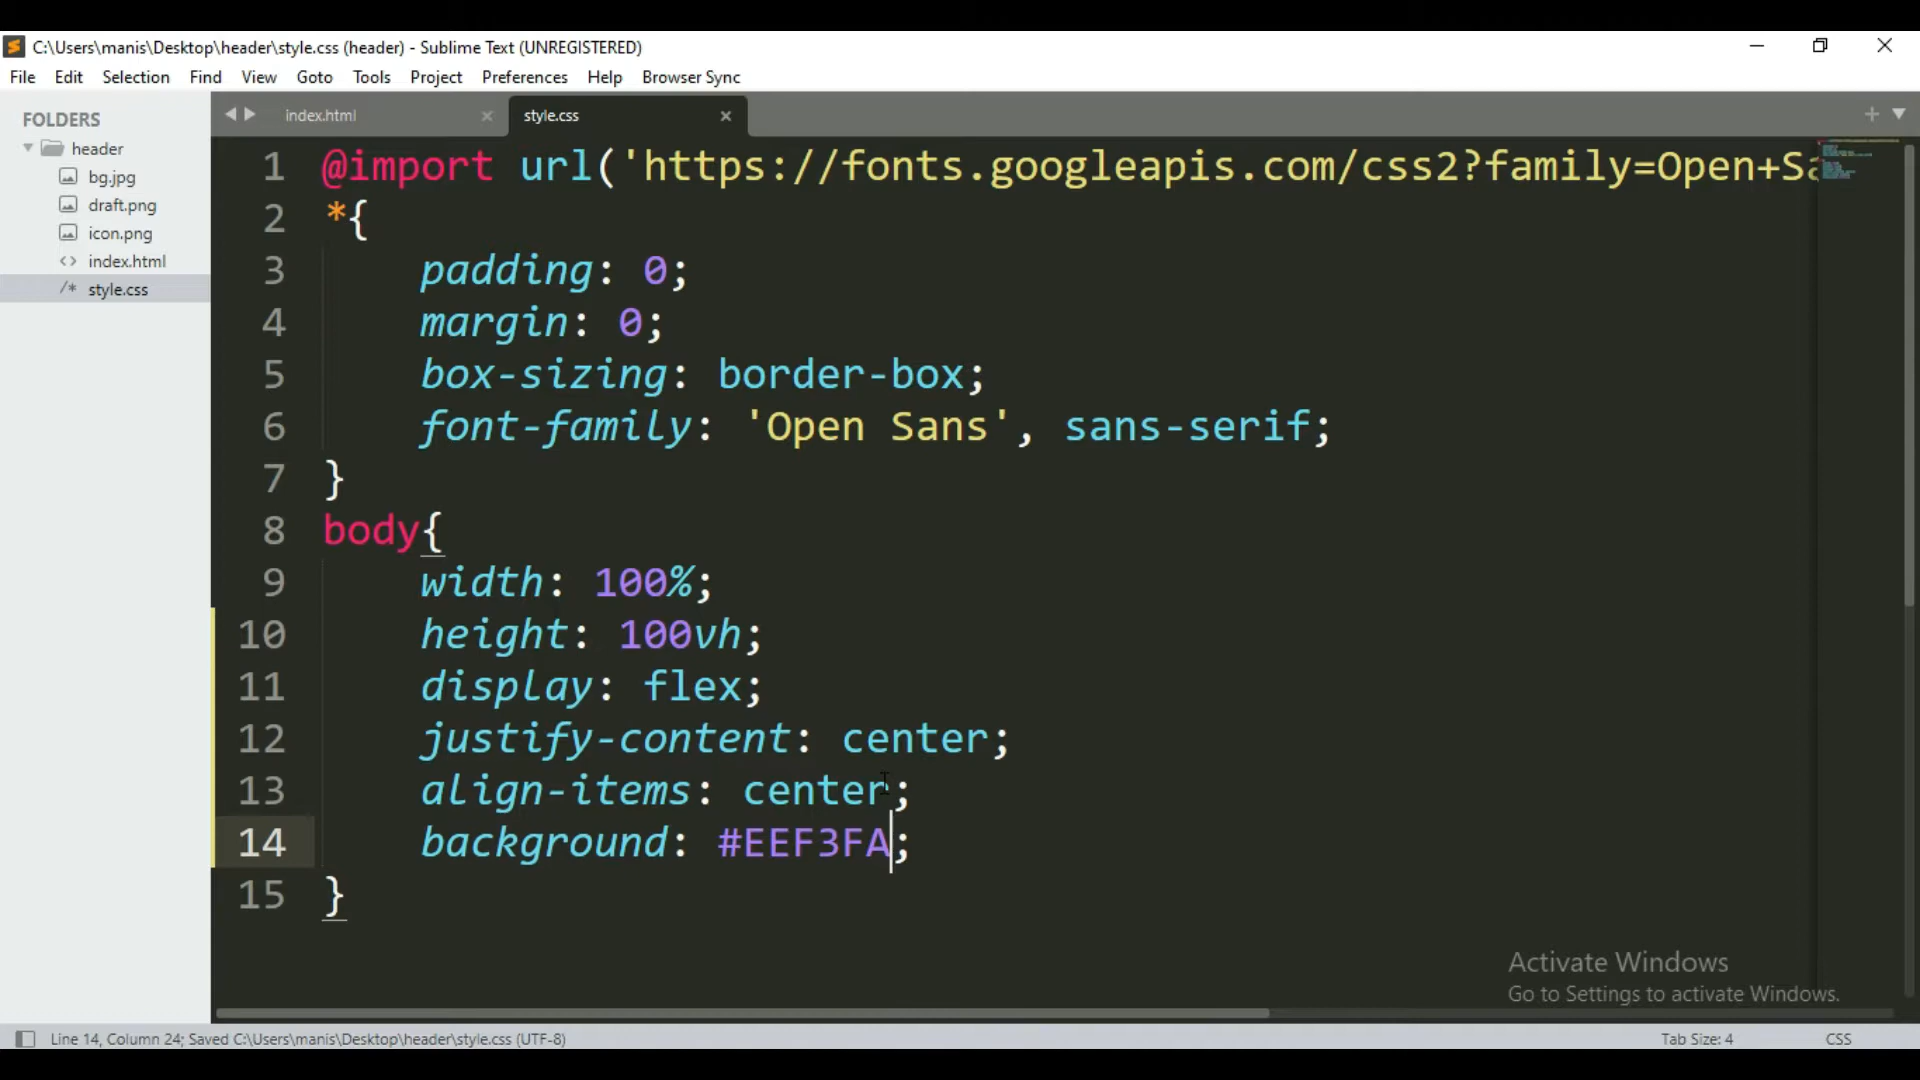 C:\Users\manis\Desktop\header\style.css (header) - Sublime Text (UNREGISTERED)
File Edit Selection Find View Goto Tools Project Preferences Help Browser Sync
FOLDERS
header
bg.jpg
draft.png
icon.png
<> index.html
/* style.css
index.html × style.css ×
1 @import url('https://fonts.googleapis.com/css2?family=Open+Sa
2 *{
3 padding: 0;
4 margin: 0;
5 box-sizing: border-box;
6 font-family: 'Open Sans', sans-serif;
7 }
8 body{
9 width: 100%;
10 height: 100vh;
11 display: flex;
12 justify-content: center;
13 align-items: center;
14 background: #EEF3FA;
15 }
Activate Windows
Go to Settings to activate Windows.
Line 14, Column 24; Saved C:\Users\manis\Desktop\header\style.css (UTF-8) Tab Size: 4 CSS